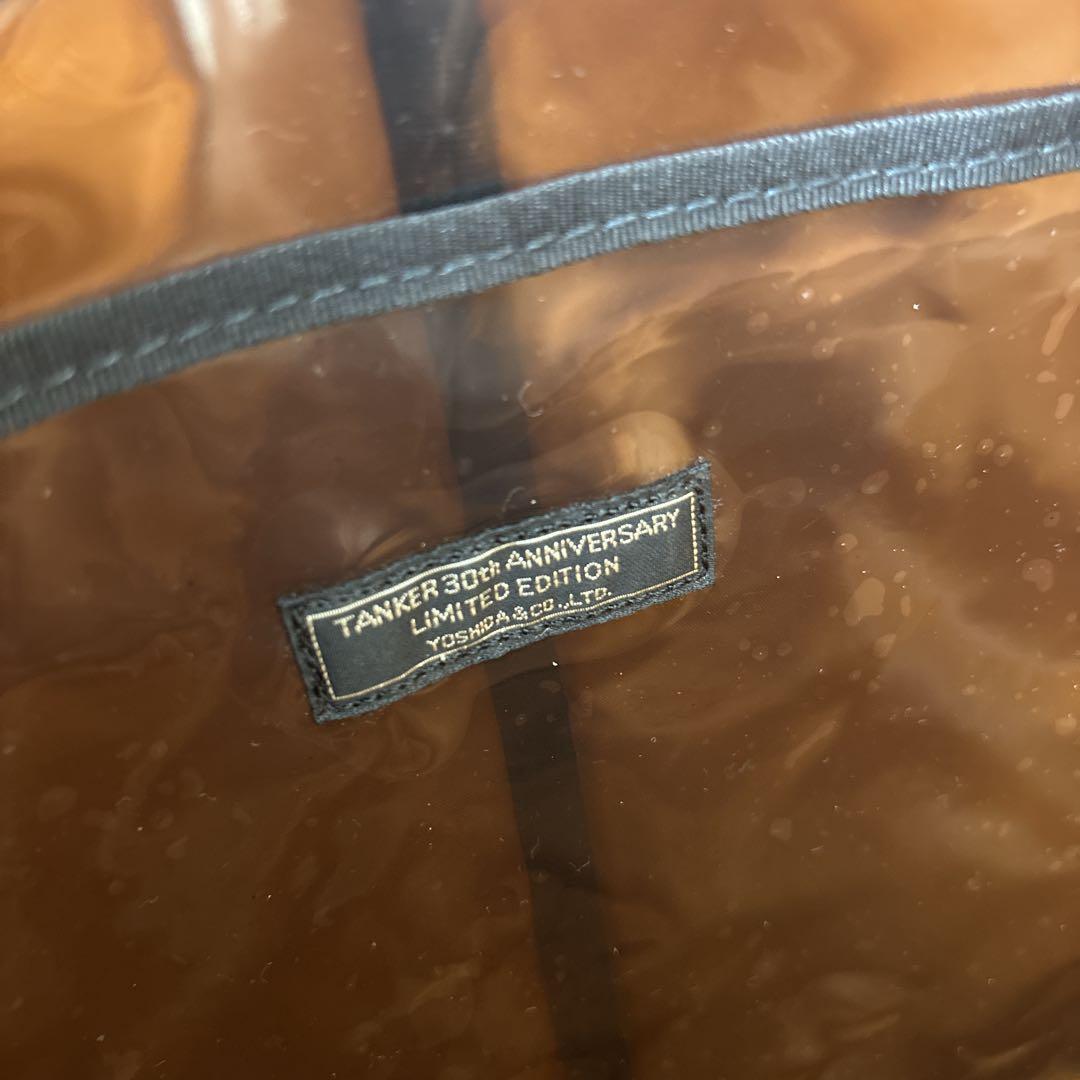 TANKER 30th ANNIVERSARY
LIMITED EDITION
YOSHIDA & CO., LTD.